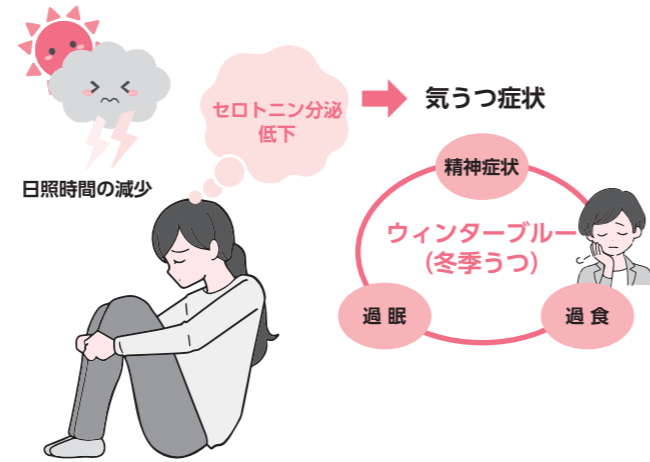 日照時間の減少
セロトニン分泌
低下
気うつ症状
精神症状
ウィンターブルー
(冬季うつ)
過眠
過食